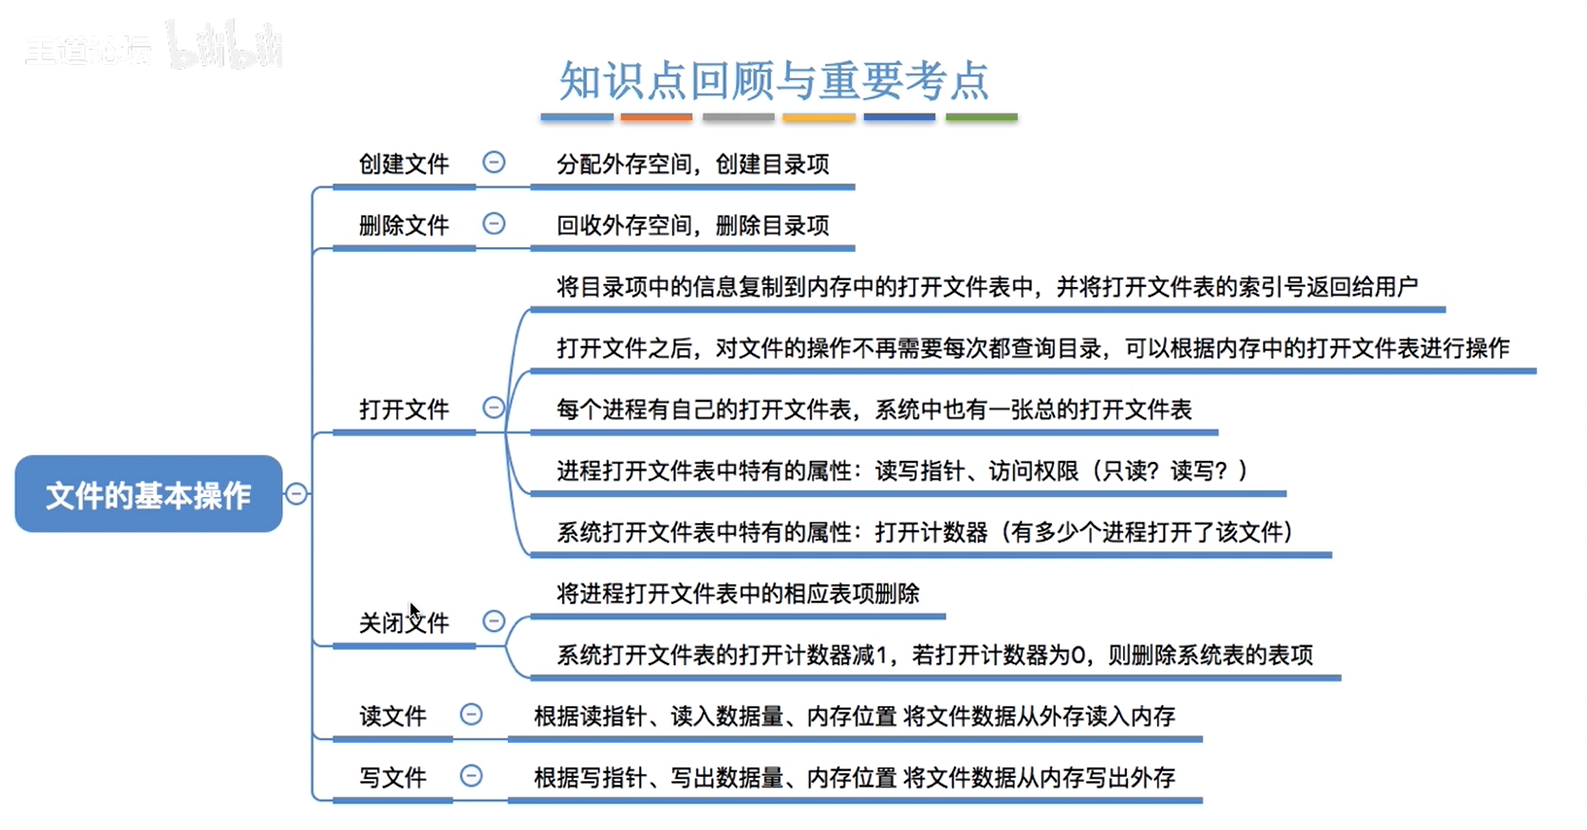 王道论坛 bilibili
知识点回顾与重要考点
创建文件
分配外存空间，创建目录项
删除文件
回收外存空间，删除目录项
将目录项中的信息复制到内存中的打开文件表中，并将打开文件表的索引号返回给用户
打开文件之后，对文件的操作不再需要每次都查询目录，可以根据内存中的打开文件表进行操作
打开文件
每个进程有自己的打开文件表，系统中也有一张总的打开文件表
进程打开文件表中特有的属性：读写指针、访问权限（只读？读写？）
文件的基本操作
系统打开文件表中特有的属性：打开计数器（有多少个进程打开了该文件）
将进程打开文件表中的相应表项删除
关闭文件
系统打开文件表的打开计数器减1，若打开计数器为0，则删除系统表的表项
读文件
根据读指针、读入数据量、内存位置 将文件数据从外存读入内存
写文件
根据写指针、写出数据量、内存位置 将文件数据从内存写出外存